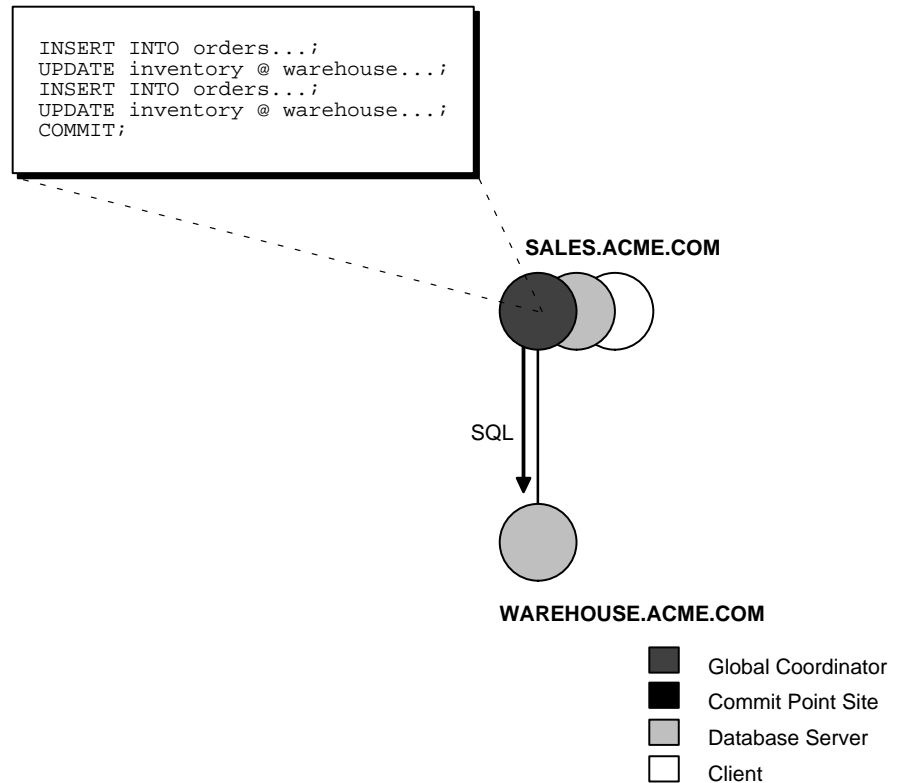 INSERT INTO orders...;
UPDATE inventory @ warehouse...;
INSERT INTO orders...;
UPDATE inventory @ warehouse...;
COMMIT;
SALES.ACME.COM
SQL
WAREHOUSE.ACME.COM
Global Coordinator
Commit Point Site
Database Server
Client